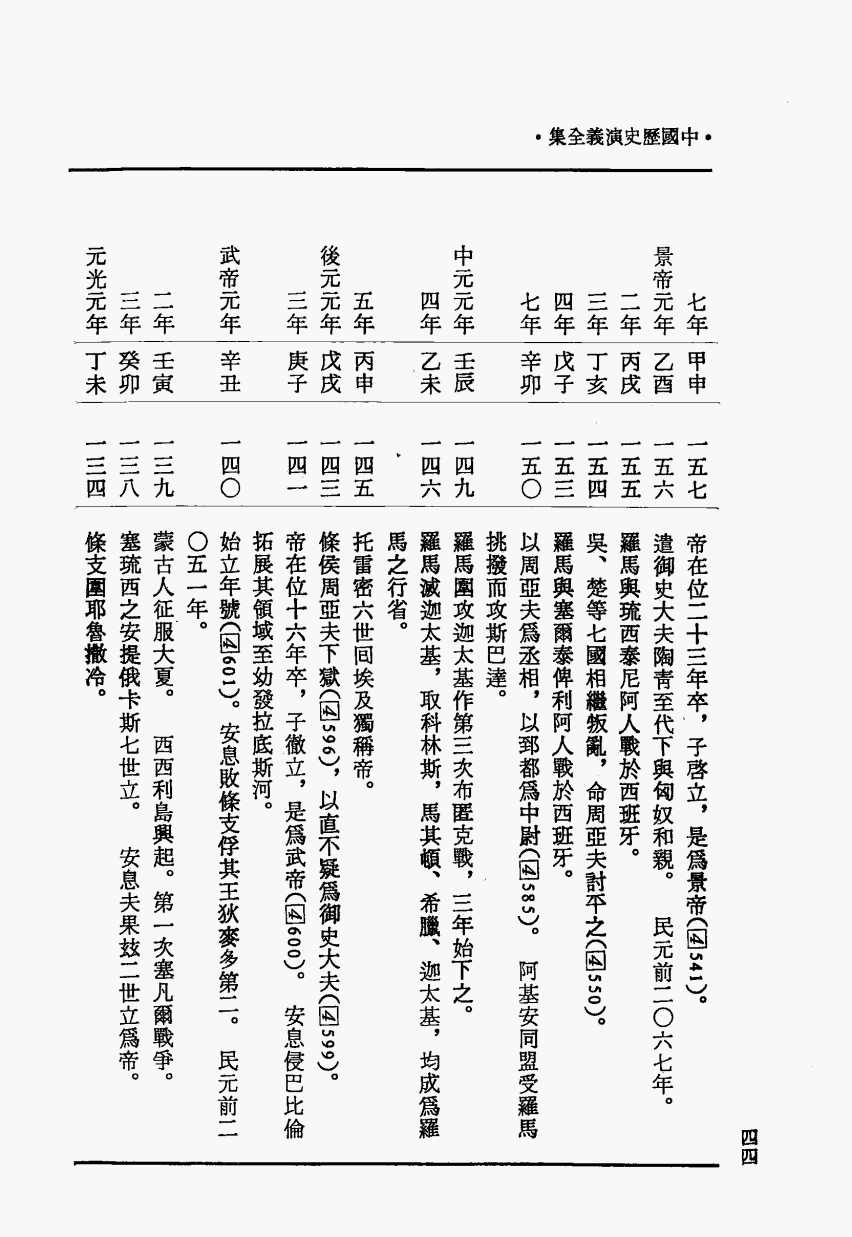 •中國歷史演義全集•
七年 甲申 一五七 帝在位二十三年卒，子啓立，是爲景帝(4541)。
景帝元年 乙酉 一五六 遣御史大夫陶靑至代下與匈奴和親。 民元前二〇六七年。
二年 丙戌 一五五 羅馬與琉西泰尼阿人戰於西班牙。
三年 丁亥 一五四 吳、楚等七國相繼叛亂，命周亞夫討平之(4550)。
四年 戊子 一五三 羅馬與塞爾泰俾利阿人戰於西班牙。
七年 辛卯 一五〇 以周亞夫爲丞相，以郅都爲中尉(4585)。 阿基安同盟受羅馬
挑撥而攻斯巴達。
中元元年 壬辰 一四九 羅馬圍攻迦太基作第三次布匿克戰，三年始下之。
四年 乙未 一四六 羅馬滅迦太基，取科林斯，馬其頓、希臘、迦太基，均成爲羅
馬之行省。
五年 丙申 一四五 托雷密六世回埃及獨稱帝。
後元元年 戊戌 一四三 條侯周亞夫下獄(4596)，以直不疑爲御史大夫(4599)。
三年 庚子 一四一 帝在位十六年卒，子徹立，是爲武帝(4600)。 安息侵巴比倫
拓展其領域至幼發拉底斯河。
武帝元年 辛丑 一四〇 始立年號(4601)。安息敗條支俘其王狄麥多第二。 民元前二
〇五一年。
二年 壬寅 一三九 蒙古人征服大夏。 西西利島興起。第一次塞凡爾戰爭。
三年 癸卯 一三八 塞琉西之安提俄卡斯七世立。 安息夫果玆二世立爲帝。
元光元年 丁未 一三四 條支圍耶魯撒冷。
四四